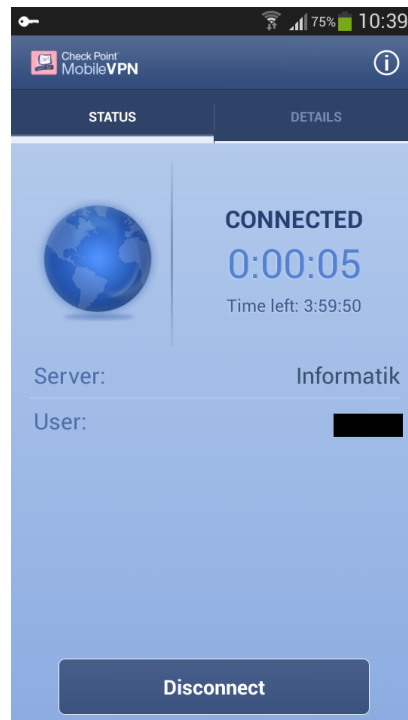 75% 10:39
Check Point
MobileVPN
STATUS DETAILS
CONNECTED
0:00:05
Time left: 3:59:50
Server: Informatik
User:
Disconnect